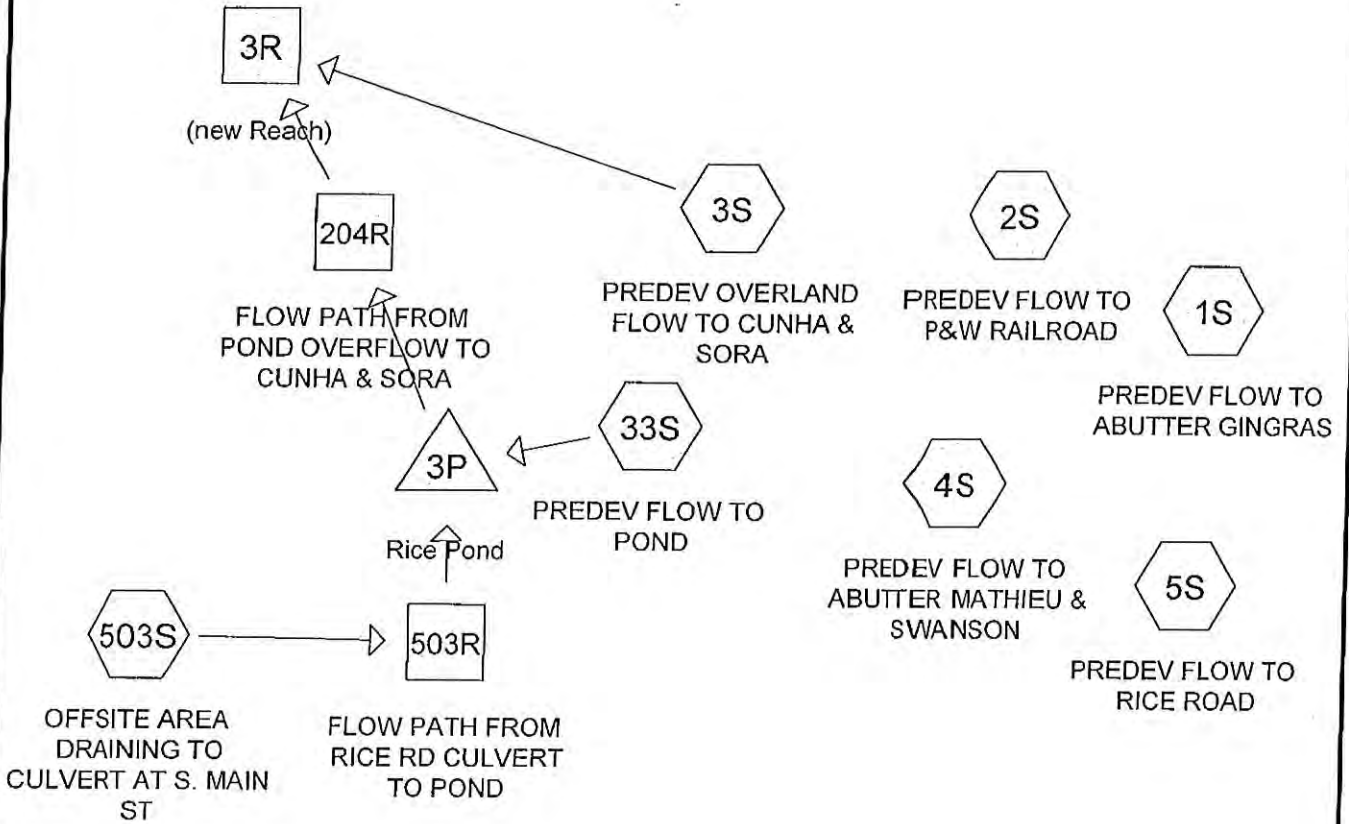 3R
(new Reach)
204R
FLOW PATH FROM
POND OVERFLOW TO
CUNHA & SORA
3S
PREDEV OVERLAND
FLOW TO CUNHA &
SORA
2S
PREDEV FLOW TO
P&W RAILROAD
1S
PREDEV FLOW TO
ABUTTER GINGRAS
3P
Rice Pond
33S
PREDEV FLOW TO
POND
4S
PREDEV FLOW TO
ABUTTER MATHIEU &
SWANSON
5S
PREDEV FLOW TO
RICE ROAD
503S
OFFSITE AREA
DRAINING TO
CULVERT AT S. MAIN
ST
503R
FLOW PATH FROM
RICE RD CULVERT
TO POND